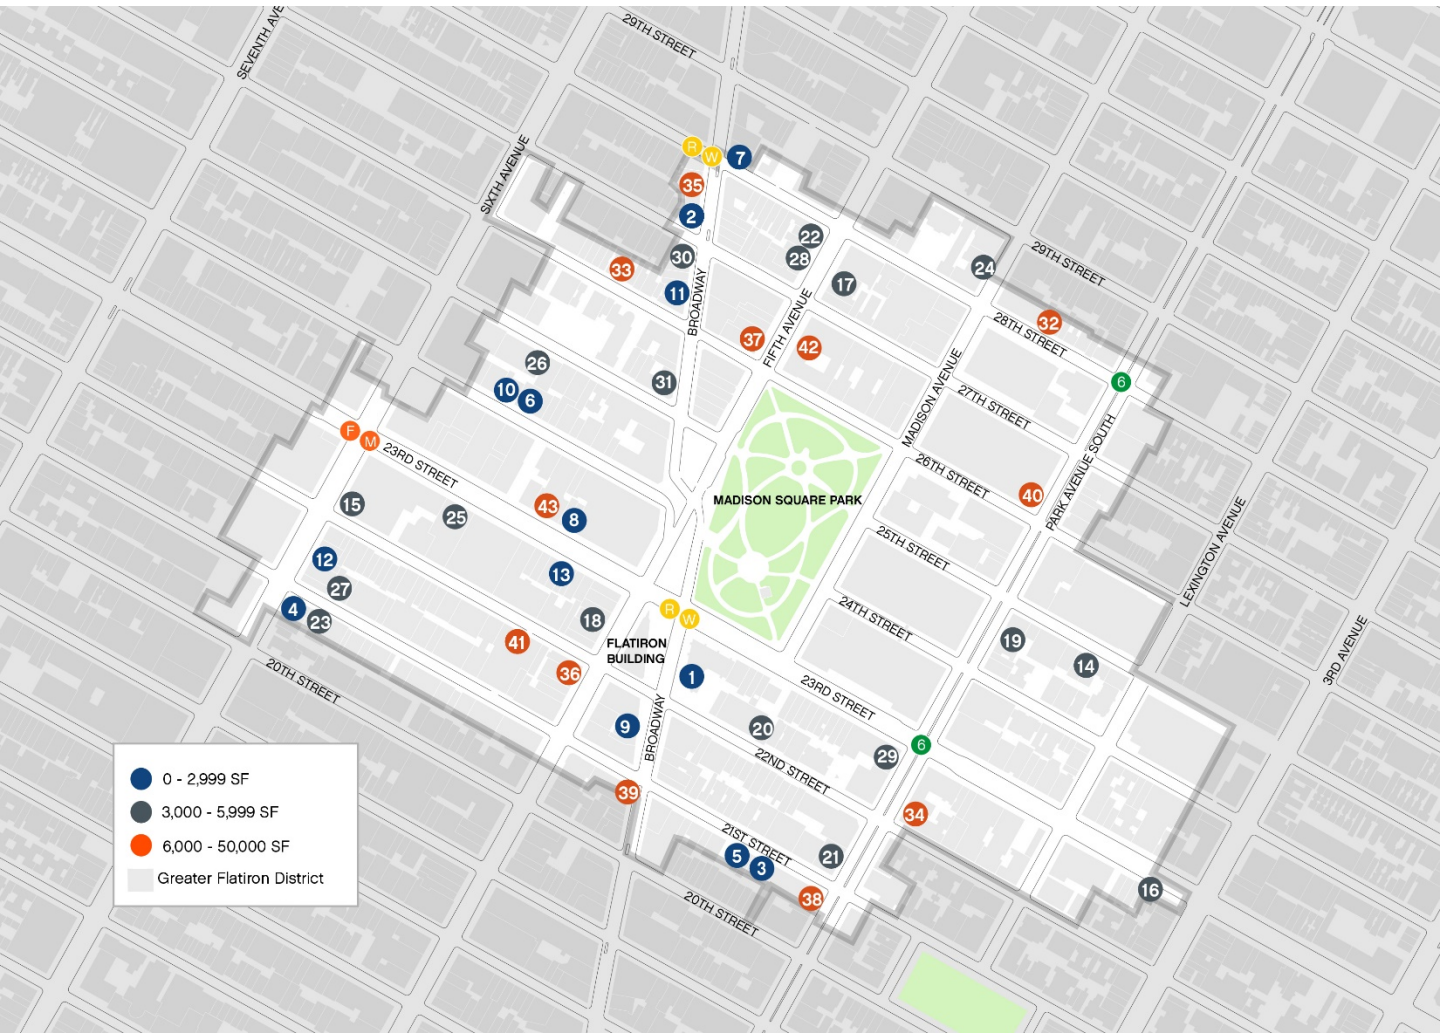 29TH STREET
SEVENTH AVE
SIXTH AVENUE
R
W
7
35
2
22
28
30
33
11
BROADWAY
17
24
29TH STREET
FIFTH AVENUE
37
42
32
28TH STREET
6
26
10
6
31
MADISON AVENUE
27TH STREET
PARK AVENUE SOUTH
F
M
23RD STREET
26TH STREET
40
MADISON SQUARE PARK
15
25
43
8
25TH STREET
LEXINGTON AVENUE
12
13
27
4
23
18
R
W
24TH STREET
41
36
FLATIRON
BUILDING
19
14
3RD AVENUE
20TH STREET
1
23RD STREET
9
BROADWAY
20
29
6
22ND STREET
39
34
21ST STREET
5
3
21
38
16
20TH STREET
0 - 2,999 SF
3,000 - 5,999 SF
6,000 - 50,000 SF
Greater Flatiron District